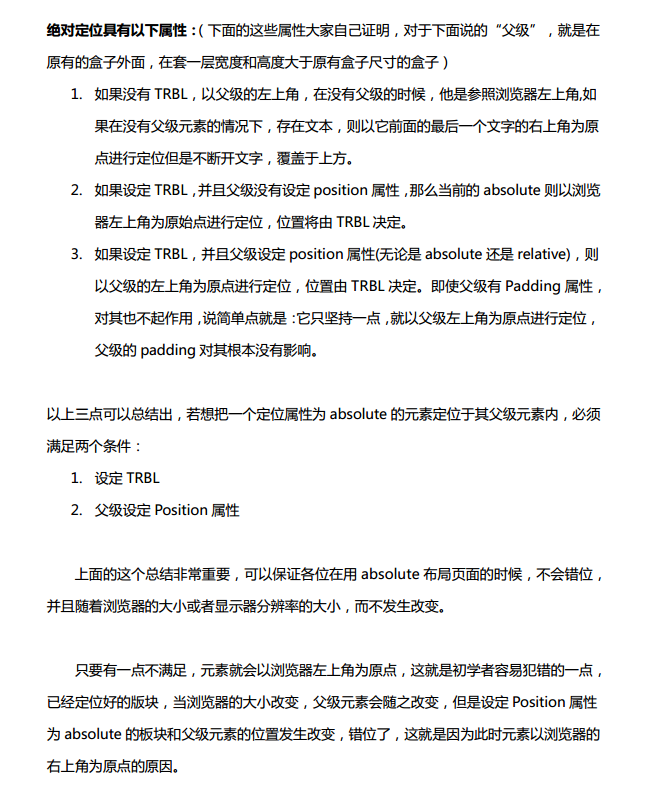 绝对定位具有以下属性：（下面的这些属性大家自己证明，对于下面说的“父级”，就是在
原有的盒子外面，在套一层宽度和高度大于原有盒子尺寸的盒子）
1. 如果没有 TRBL，以父级的左上角，在没有父级的时候，他是参照浏览器左上角,如
果在没有父级元素的情况下，存在文本，则以它前面的最后一个文字的右上角为原
点进行定位但是不断开文字，覆盖于上方。
2. 如果设定 TRBL，并且父级没有设定 position 属性，那么当前的 absolute 则以浏览
器左上角为原始点进行定位，位置将由 TRBL 决定。
3. 如果设定 TRBL，并且父级设定 position 属性(无论是 absolute 还是 relative)，则
以父级的左上角为原点进行定位，位置由 TRBL 决定。即使父级有 Padding 属性，
对其也不起作用，说简单点就是：它只坚持一点，就以父级左上角为原点进行定位，
父级的 padding 对其根本没有影响。
以上三点可以总结出，若想把一个定位属性为 absolute 的元素定位于其父级元素内，必须
满足两个条件：
1. 设定 TRBL
2. 父级设定 Position 属性
上面的这个总结非常重要，可以保证各位在用 absolute 布局页面的时候，不会错位，
并且随着浏览器的大小或者显示器分辨率的大小，而不发生改变。
只要有一点不满足，元素就会以浏览器左上角为原点，这就是初学者容易犯错的一点，
已经定位好的版块，当浏览器的大小改变，父级元素会随之改变，但是设定 Position 属性
为 absolute 的板块和父级元素的位置发生改变，错位了，这就是因为此时元素以浏览器的
右上角为原点的原因。